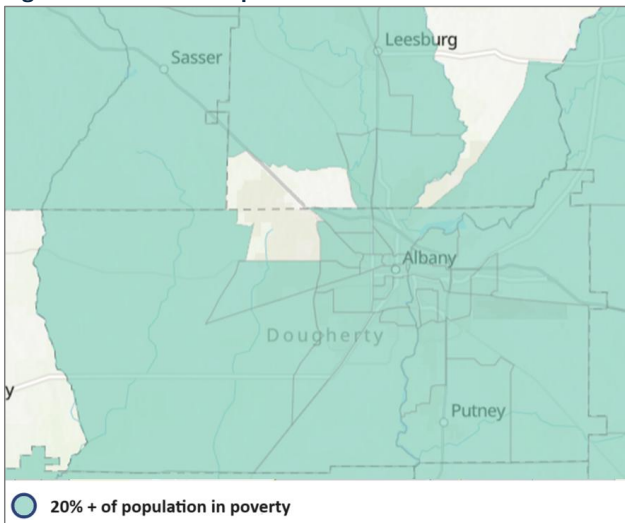 Leesburg
Sasser
Albany
Dougherty
y
Putney
20% + of population in poverty